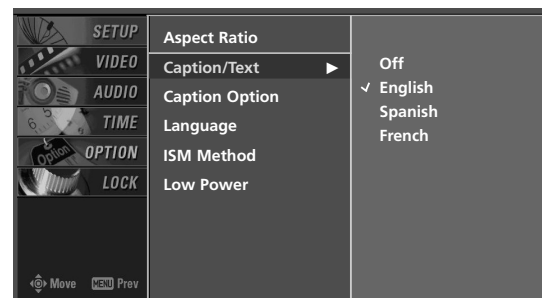 SETUP
VIDEO
AUDIO
TIME
Option OPTION
LOCK
Move MENU Prev
Aspect Ratio
Caption/Text ▶
Caption Option
Language
ISM Method
Low Power
Off
✓ English
Spanish
French